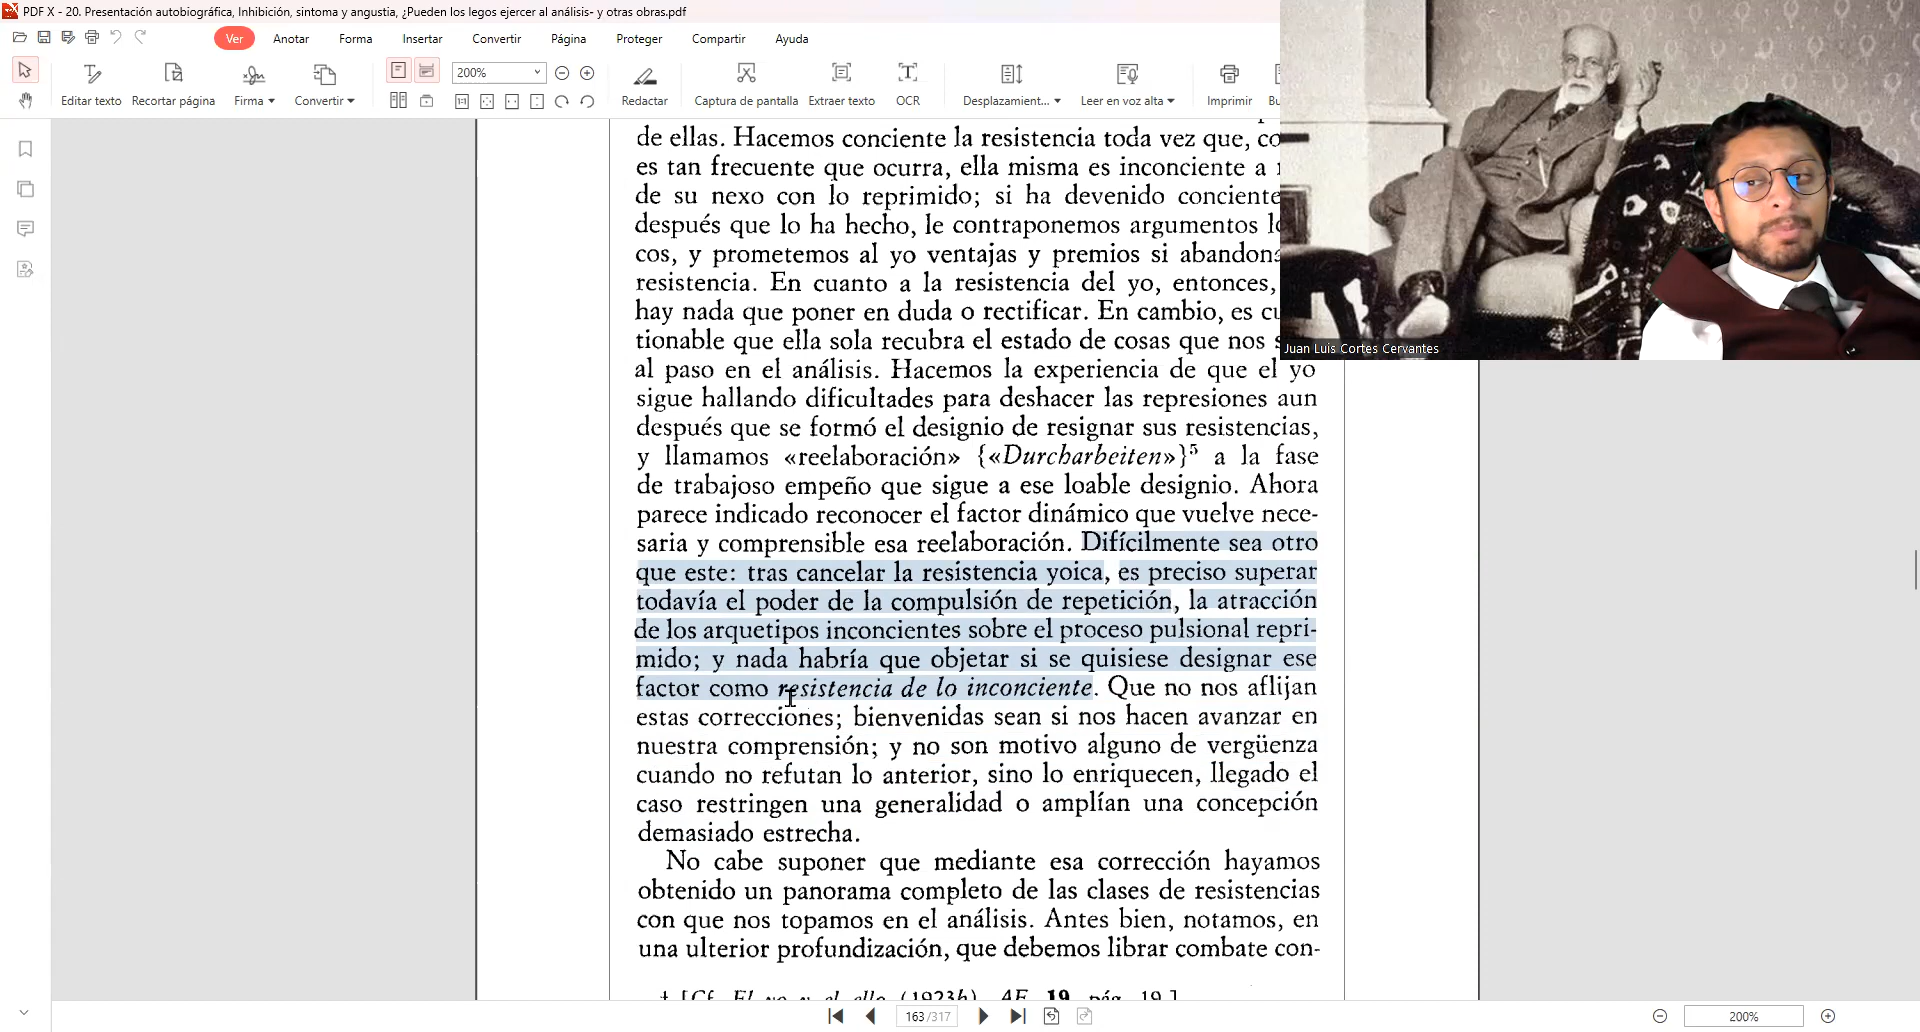 PDF X - 20. Presentación autobiográfica, Inhibición, sintoma y angustia, ¿Pueden los legos ejercer al análisis- y otras obras.pdf
Ver Anotar Forma Insertar Convertir Página Proteger Compartir Ayuda
200%
Editar texto Recortar página Firma Convertir Redactar Captura de pantalla Extraer texto OCR Desplazamient... Leer en voz alta Imprimir Bu
Juan Luis Cortes Cervantes
de ellas. Hacemos conciente la resistencia toda vez que, co
es tan frecuente que ocurra, ella misma es inconciente a
de su nexo con lo reprimido; si ha devenido conciente
después que lo ha hecho, le contraponemos argumentos
cos, y prometemos al yo ventajas y premios si abandon
resistencia. En cuanto a la resistencia del yo, entonces,
hay nada que poner en duda o rectificar. En cambio, es cu
tionable que ella sola recubra el estado de cosas que nos s
al paso en el análisis. Hacemos la experiencia de que el yo
sigue hallando dificultades para deshacer las represiones aun
después que se formó el designio de resignar sus resistencias,
y llamamos «reelaboración» {«Durcharbeiten»}⁵ a la fase
de trabajoso empeño que sigue a ese loable designio. Ahora
parece indicado reconocer el factor dinámico que vuelve nece-
saria y comprensible esa reelaboración. Difícilmente sea otro
que este: tras cancelar la resistencia yoica, es preciso superar
todavía el poder de la compulsión de repetición, la atracción
de los arquetipos inconcientes sobre el proceso pulsional repri-
mido; y nada habría que objetar si se quisiese designar ese
factor como resistencia de lo inconciente. Que no nos aflijan
estas correcciones; bienvenidas sean si nos hacen avanzar en
nuestra comprensión; y no son motivo alguno de vergüenza
cuando no refutan lo anterior, sino lo enriquecen, llegado el
caso restringen una generalidad o amplían una concepción
demasiado estrecha.
No cabe suponer que mediante esa corrección hayamos
obtenido un panorama completo de las clases de resistencias
con que nos topamos en el análisis. Antes bien, notamos, en
una ulterior profundización, que debemos librar combate con-
[Cf. El yo y el ello (1923b), AE, 19, pág. 19.]
163 /317
200%